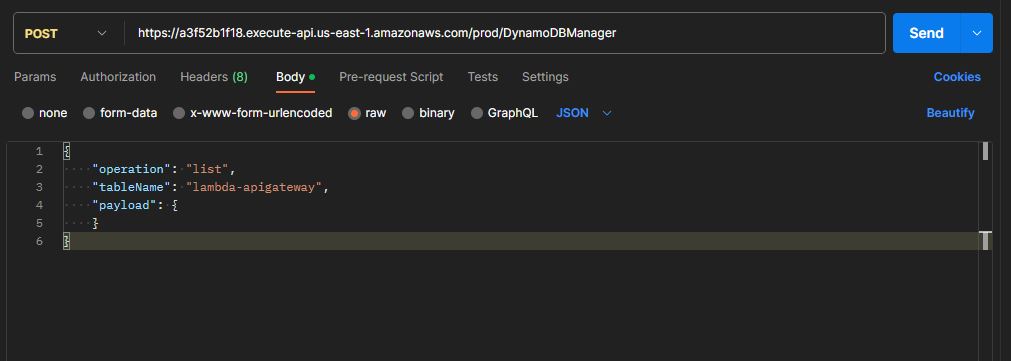 POST https://a3f52b1f18.execute-api.us-east-1.amazonaws.com/prod/DynamoDBManager Send
Params Authorization Headers (8) Body Pre-request Script Tests Settings Cookies
none form-data x-www-form-urlencoded raw binary GraphQL JSON Beautify
1 {
2 "operation": "list",
3 "tableName": "lambda-apigateway",
4 "payload": {
5 }
6 }